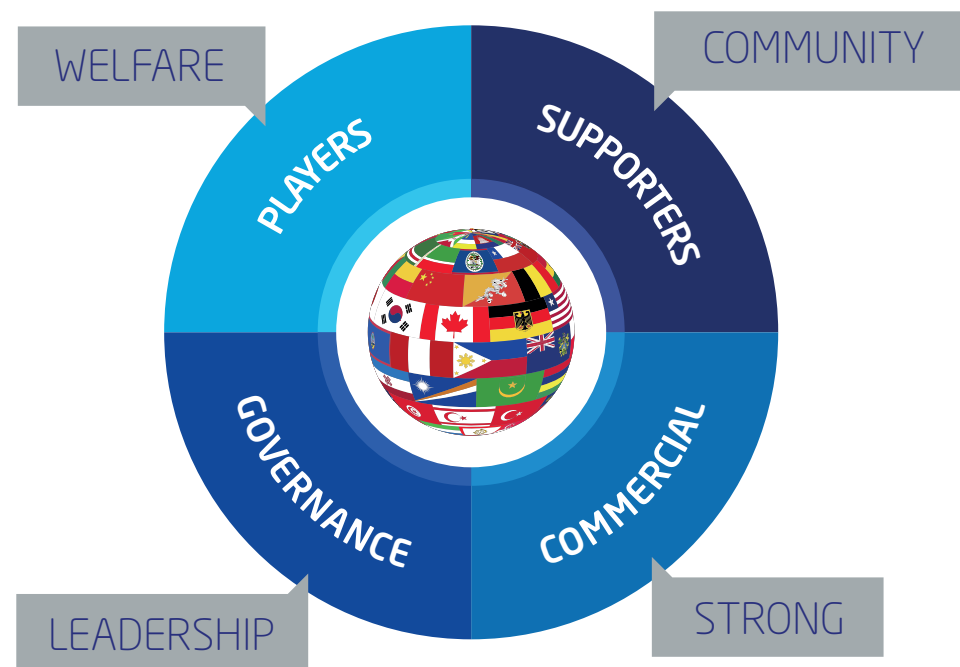 WELFARE
COMMUNITY
PLAYERS
SUPPORTERS
GOVERNANCE
COMMERCIAL
LEADERSHIP
STRONG